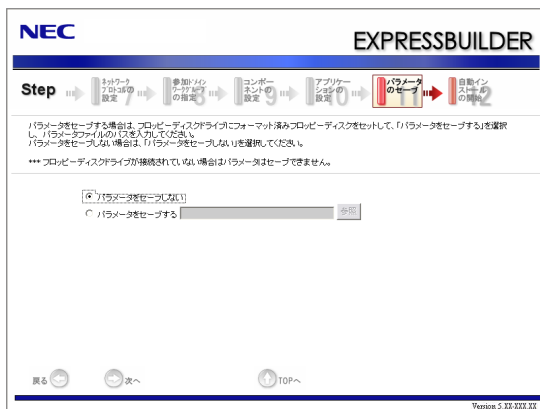 NEC
EXPRESSBUILDER
Step
ネットワーク
プロトコルの
設定 7
参加ドメイン
ワークグループ
の指定 8
コンポー
ネントの
設定 9
アプリケー
ションの
設定 10
パラメータ
のセーブ 11
自動イン
ストール
の開始 12
パラメータをセーブする場合は、フロッピーディスクドライブにフォーマット済みフロッピーディスクをセットして、「パラメータをセーブする」を選択
し、パラメータファイルのパスを入力してください。
パラメータをセーブしない場合は、「パラメータをセーブしない」を選択してください。
*** フロッピーディスクドライブが接続されていない場合はパラメータはセーブできません。
パラメータをセーブしない
パラメータをセーブする 参照
戻る 次へ TOPへ
Version 5.XX-XXX.XX